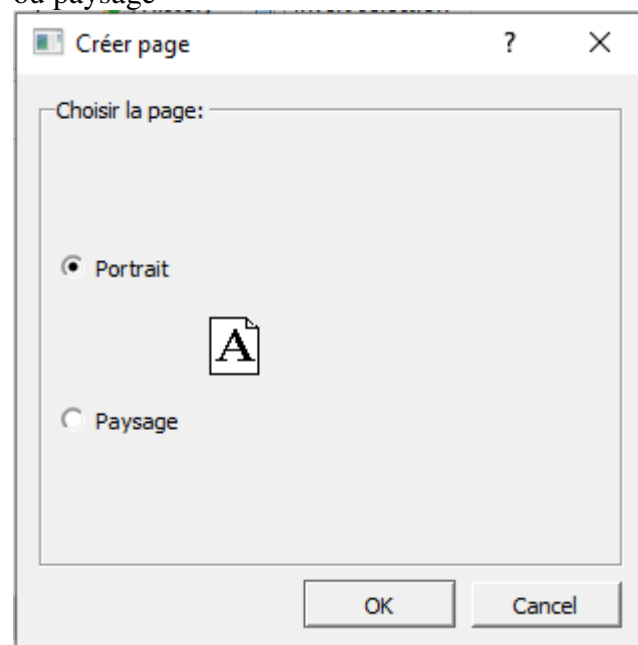 ou paysage
Créer page
?
Choisir la page:
Portrait
A
Paysage
OK Cancel